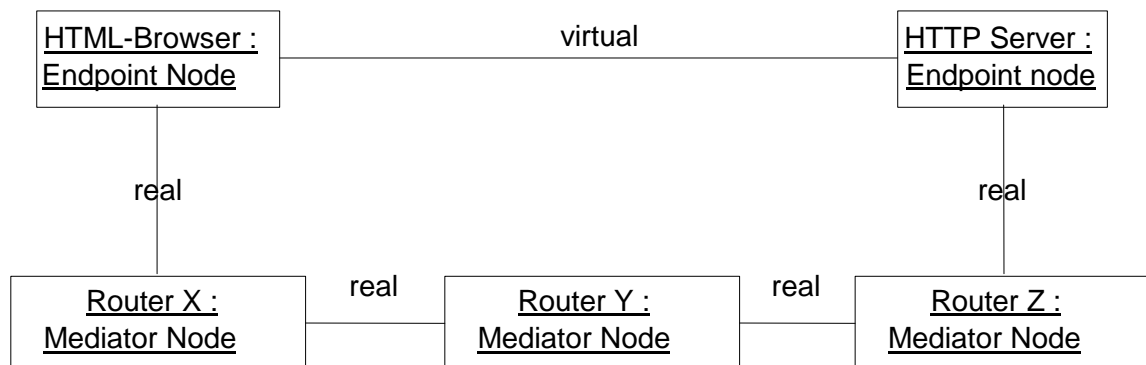 HTML-Browser :
Endpoint Node
virtual
HTTP Server :
Endpoint node
real
real
Router X :
Mediator Node
real
Router Y :
Mediator Node
real
Router Z :
Mediator Node